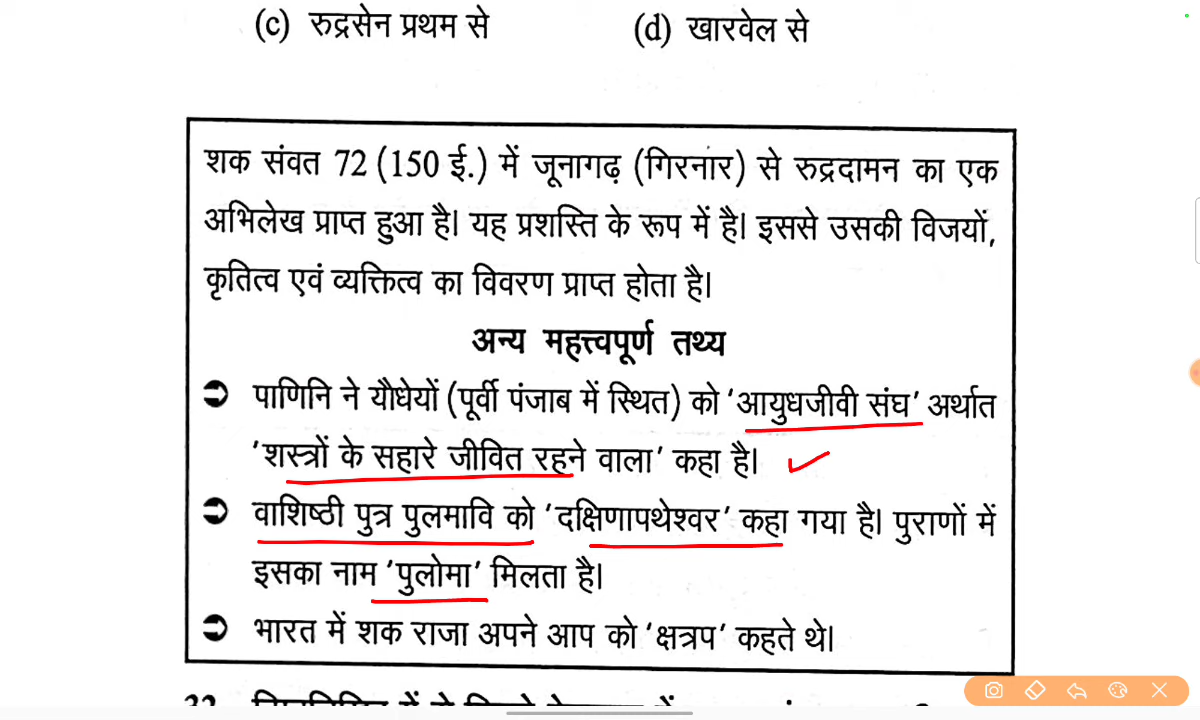 (c) रुद्रसेन प्रथम से (d) खारवेल से
शक संवत 72 (150 ई.) में जूनागढ़ (गिरनार) से रुद्रदामन का एक
अभिलेख प्राप्त हुआ है। यह प्रशस्ति के रूप में है। इससे उसकी विजयों,
कृतित्व एवं व्यक्तित्व का विवरण प्राप्त होता है।
अन्य महत्त्वपूर्ण तथ्य
➲ पाणिनि ने यौधेयों (पूर्वी पंजाब में स्थित) को 'आयुधजीवी संघ' अर्थात
'शस्त्रों के सहारे जीवित रहने वाला' कहा है।
➲ वाशिष्ठी पुत्र पुलमावि को 'दक्षिणापथेश्वर' कहा गया है। पुराणों में
इसका नाम 'पुलोमा' मिलता है।
➲ भारत में शक राजा अपने आप को 'क्षत्रप' कहते थे।